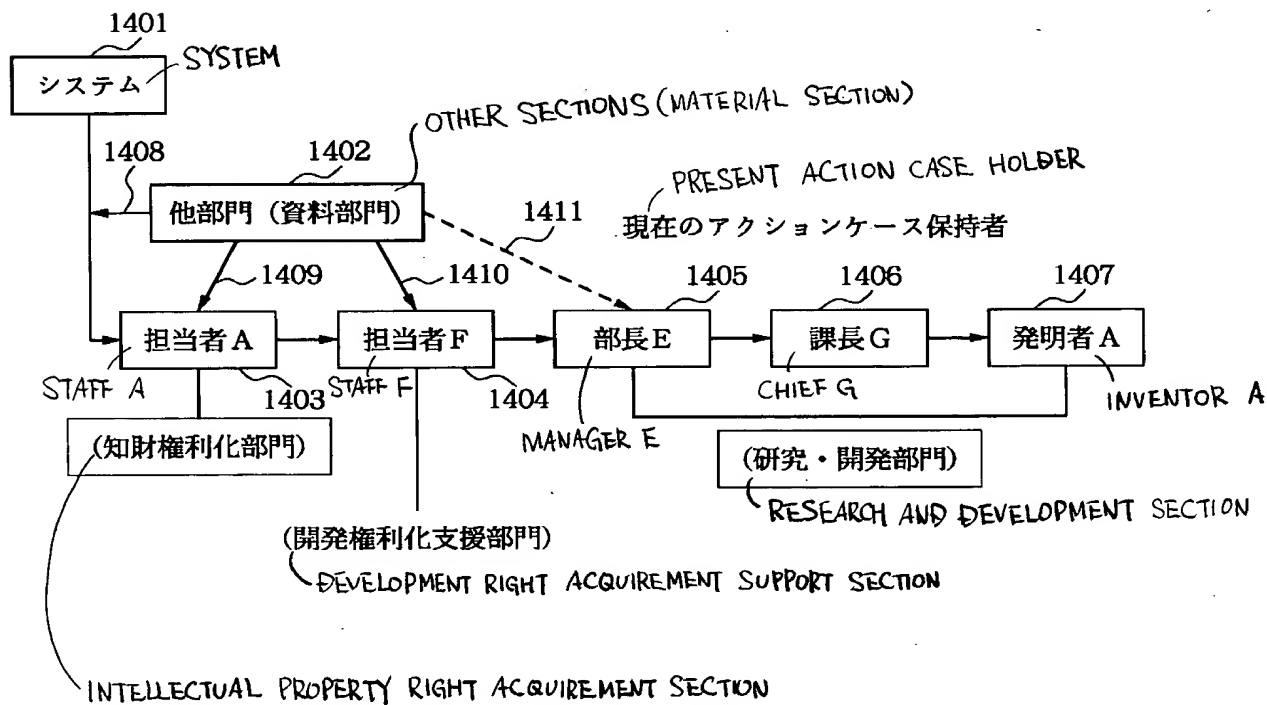 1401
システム
SYSTEM
OTHER SECTIONS (MATERIAL SECTION)
1408
1402
他部門（資料部門）
PRESENT ACTION CASE HOLDER
現在のアクションケース保持者
1411
1409
1410
1405
1406
1407
担当者A
担当者F
部長E
課長G
発明者A
STAFF A
1403
STAFF F
1404
MANAGER E
CHIEF G
INVENTOR A
(知財権利化部門)
(研究・開発部門)
RESEARCH AND DEVELOPMENT SECTION
(開発権利化支援部門)
DEVELOPMENT RIGHT ACQUIREMENT SUPPORT SECTION
INTELLECTUAL PROPERTY RIGHT ACQUIREMENT SECTION